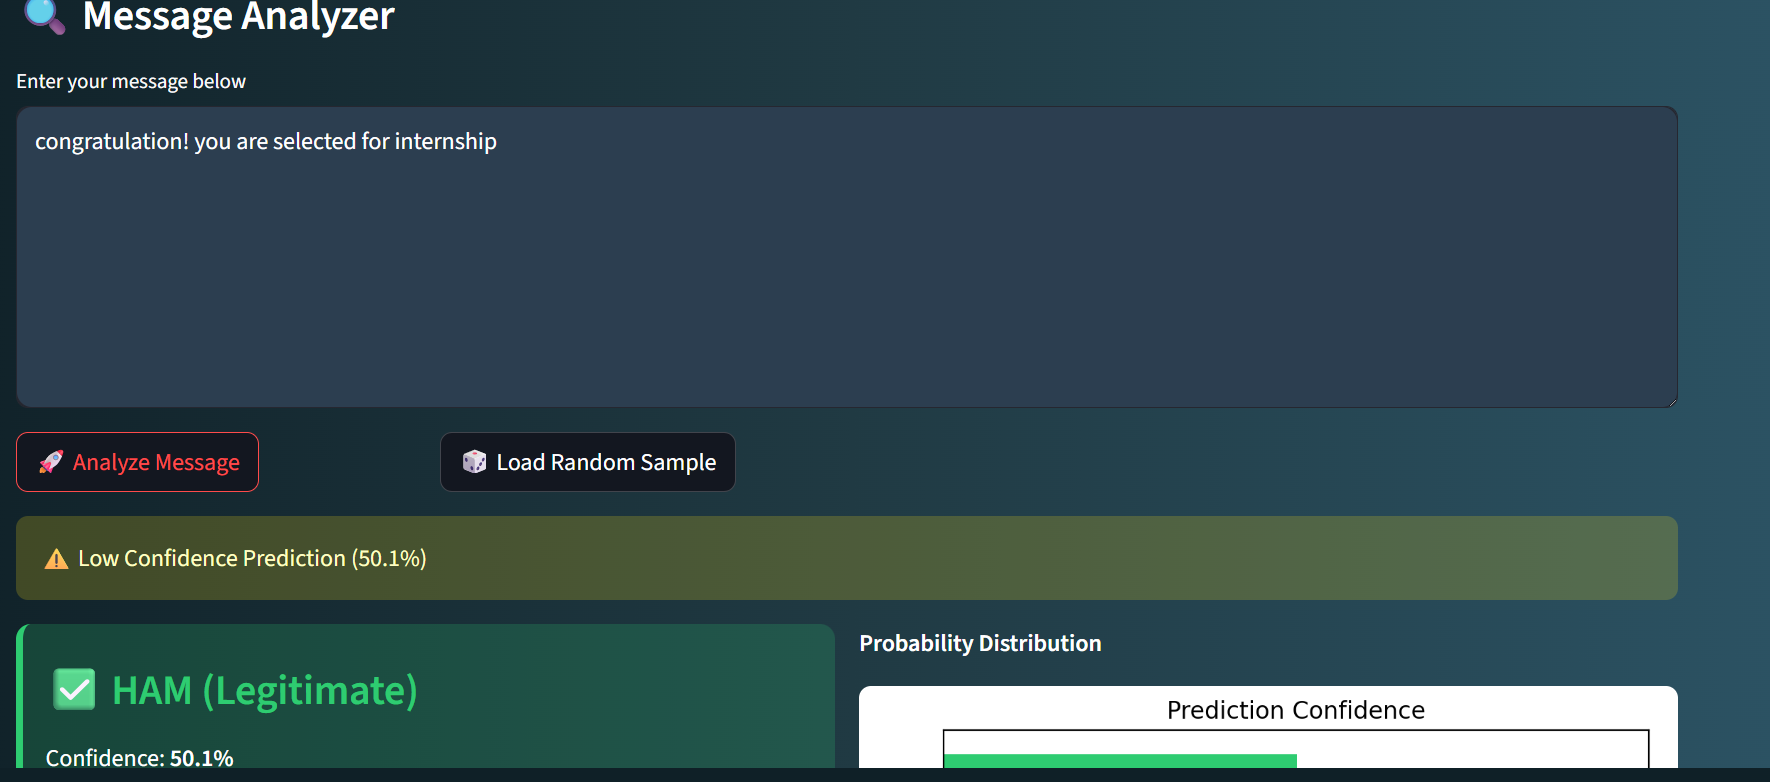 Message Analyzer
Enter your message below
congratulation! you are selected for internship
Analyze Message
Load Random Sample
Low Confidence Prediction (50.1%)
HAM (Legitimate)
Confidence: 50.1%
Probability Distribution
Prediction Confidence